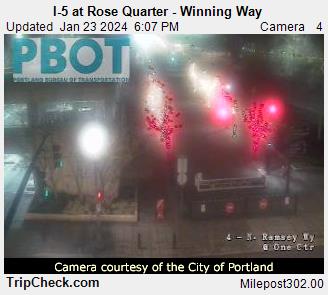 I-5 at Rose Quarter - Winning Way
Updated Jan 23 2024 6:07 PM Camera 4
PBOT
PORTLAND BUREAU OF TRANSPORTATION
4 - N. Ramsey Wy
@ One Ctr
Camera courtesy of the City of Portland
TripCheck.com Milepost302.00